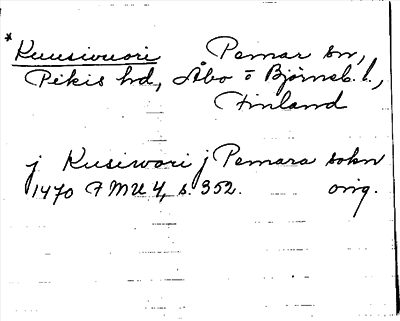 * Kuusivuori Pemar sn,
Pikis hd, Åbo o Björneb. l.,
Finland
j Kusiwori j Pemara sokn
1470 FMU 4, s. 352. orig.